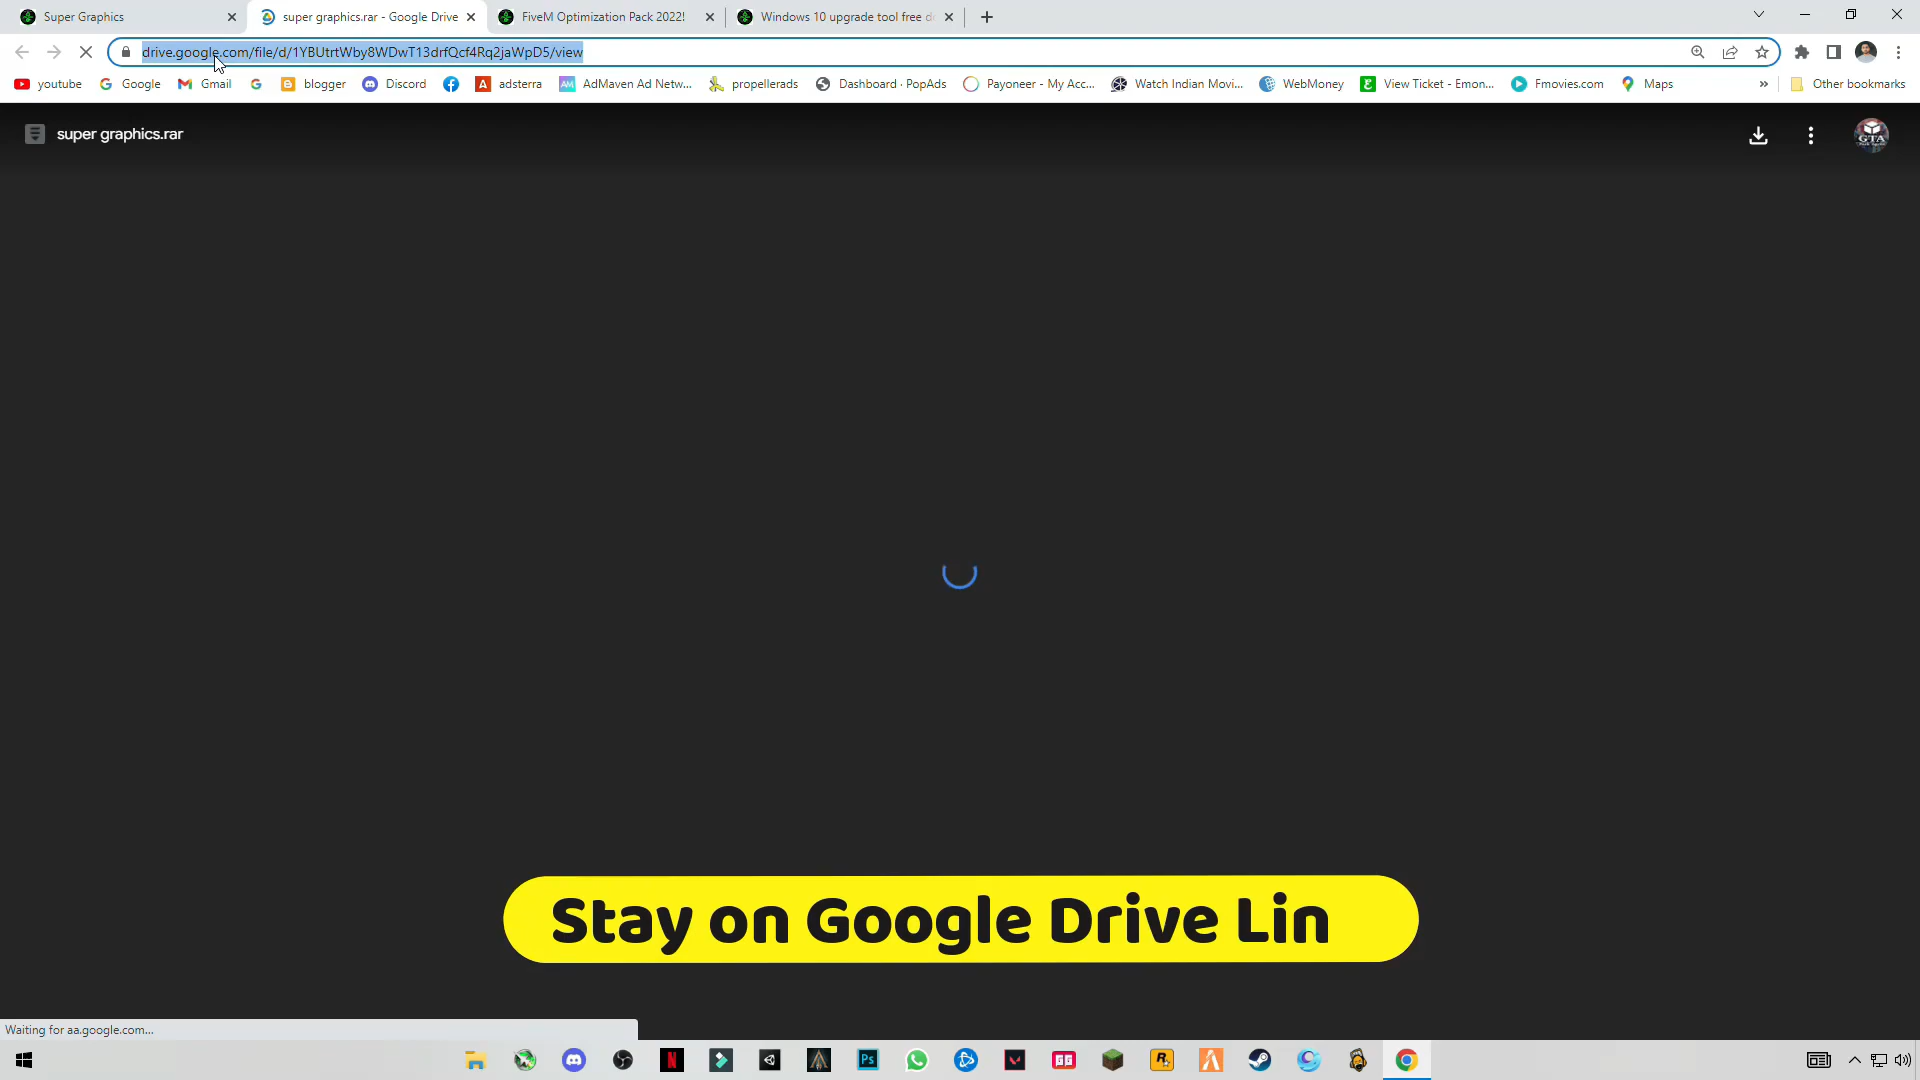 Super Graphics
super graphics.rar - Google Drive
FiveM Optimization Pack 2022!
Windows 10 upgrade tool free do
drive.google.com/file/d/1YBUtrtWby8WDwT13drfQcf4Rq2jaWpD5/view
youtube
Google
Gmail
blogger
Discord
adsterra
AdMaven Ad Netw...
propellerads
Dashboard · PopAds
Payoneer - My Acc...
Watch Indian Movi...
WebMoney
View Ticket - Emon...
Fmovies.com
Maps
»
Other bookmarks
super graphics.rar
GTA
Stay on Google Drive Lin
Waiting for aa.google.com...